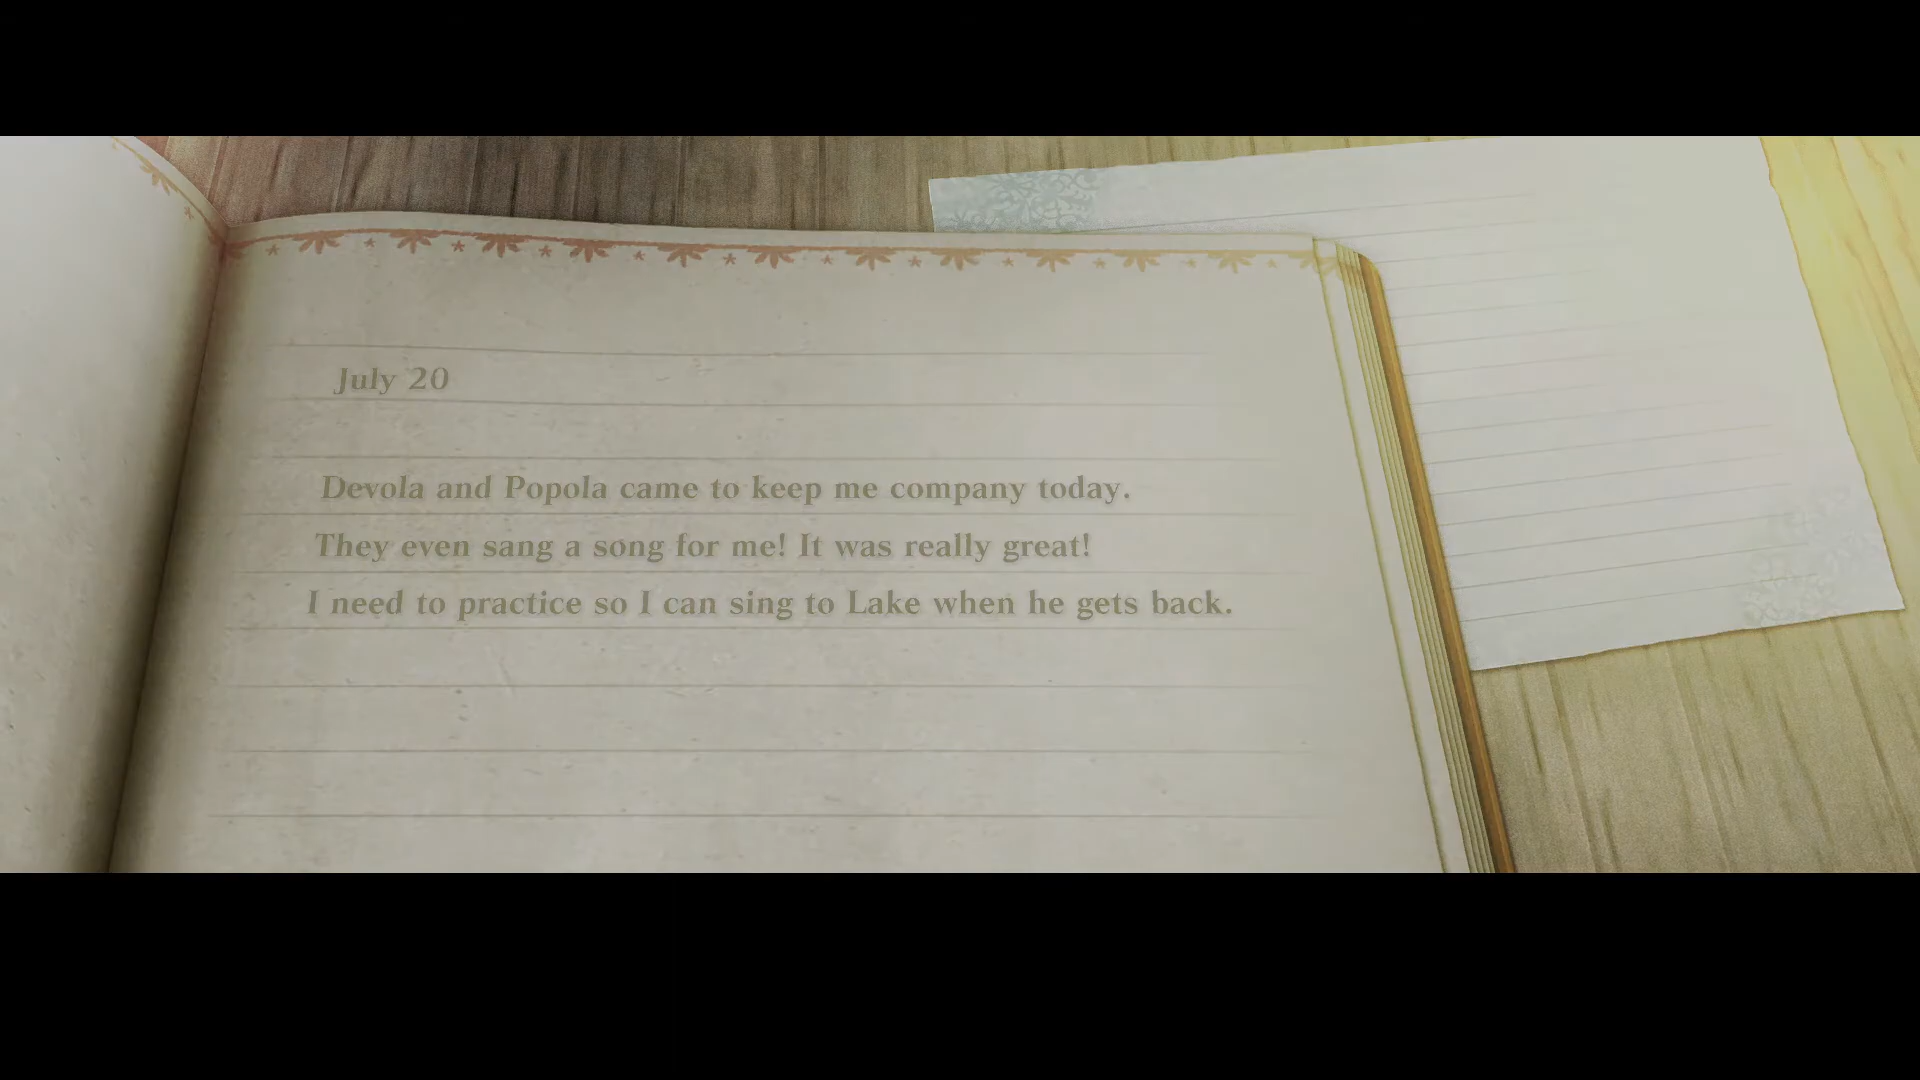 July 20
Devola and Popola came to keep me company today.
They even sang a song for me! It was really great!
I need to practice so I can sing to Lake when he gets back.